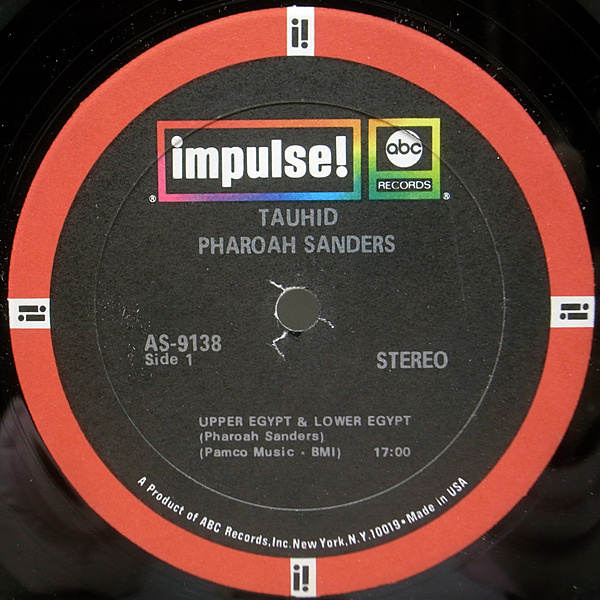 i!
impulse!
abc
RECORDS
®
®
TAUHID
PHAROAH SANDERS
i!
i!
AS-9138
Side 1
STEREO
UPPER EGYPT & LOWER EGYPT
(Pharoah Sanders)
(Pamco Music - BMI) 17:00
A Product of ABC Records, Inc. New York, N.Y. 10019 • Made in USA
i!